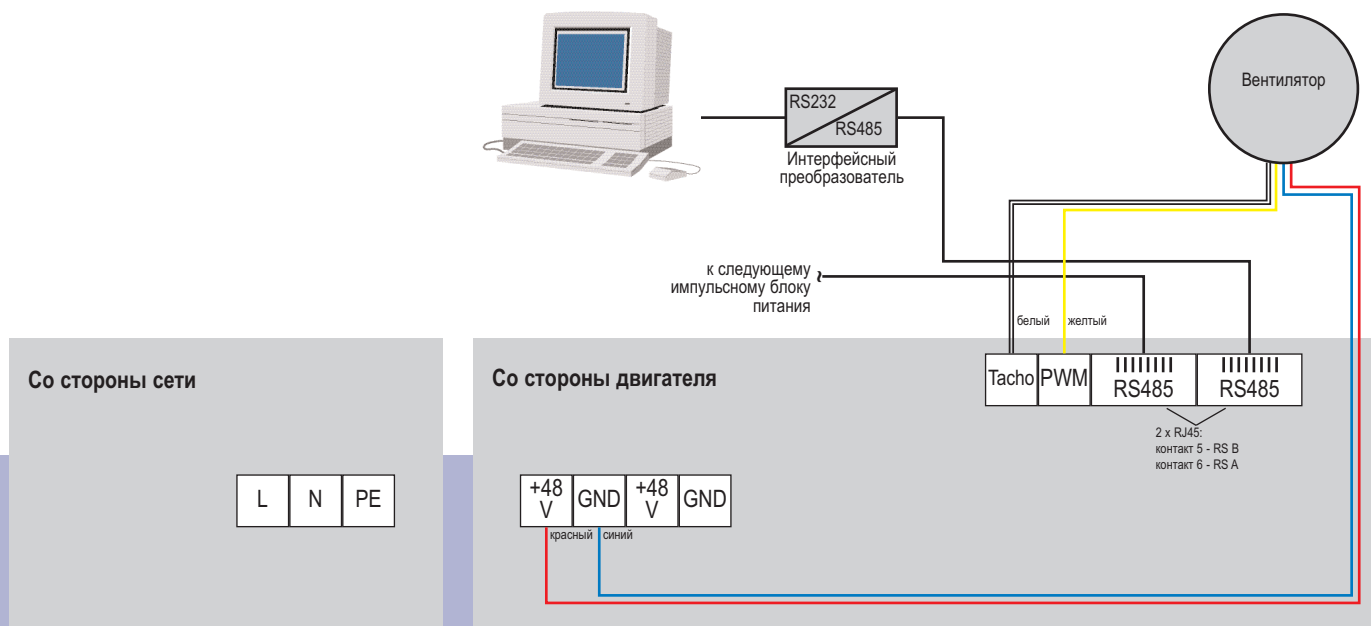 Вентилятор
RS232
RS485
Интерфейсный
преобразователь
к следующему
импульсному блоку
питания
белый
желтый
Со стороны сети
Со стороны двигателя
Tacho
PWM
RS485
RS485
2 x RJ45:
контакт 5 - RS B
контакт 6 - RS A
L
N
PE
+48
V
GND
+48
V
GND
красный
синий